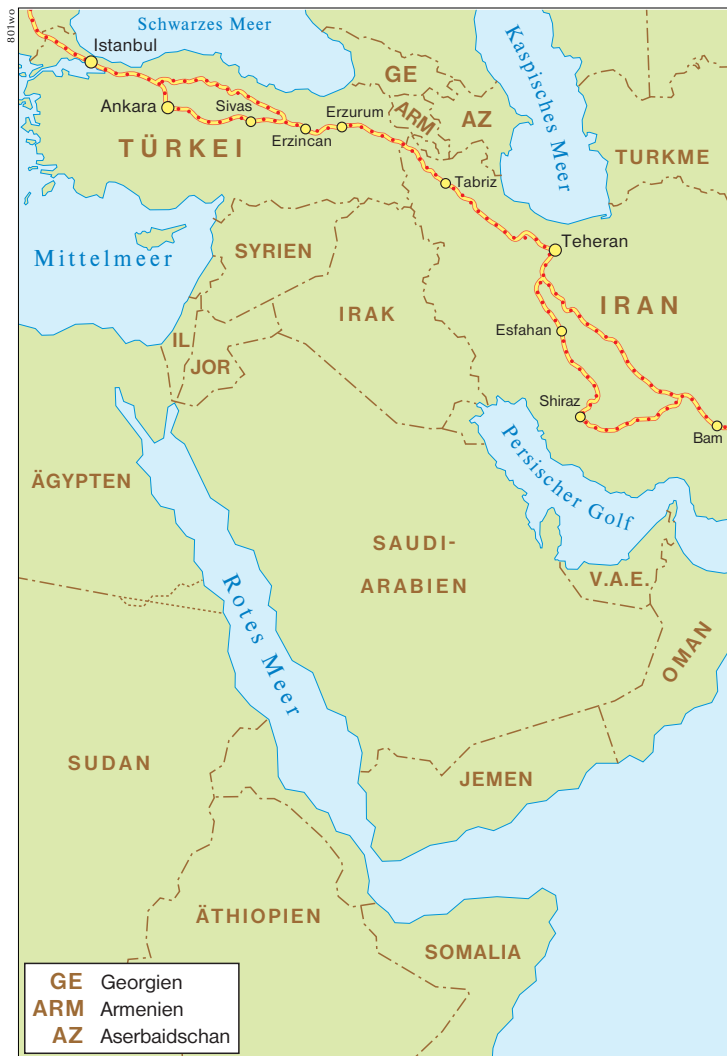 801wo
Schwarzes Meer
Istanbul
Kaspisches Meer
GE
Ankara
Sivas
Erzurum
ARM
AZ
TÜRKEI
Erzincan
TURKME
Tabriz
Mittelmeer
SYRIEN
Teheran
IRAK
IRAN
IL
Esfahan
JOR
Shiraz
Bam
Persischer Golf
ÄGYPTEN
SAUDI-
ARABIEN
V.A.E.
Rotes Meer
OMAN
SUDAN
JEMEN
ÄTHIOPIEN
SOMALIA
GE Georgien
ARM Armenien
AZ Aserbaidschan